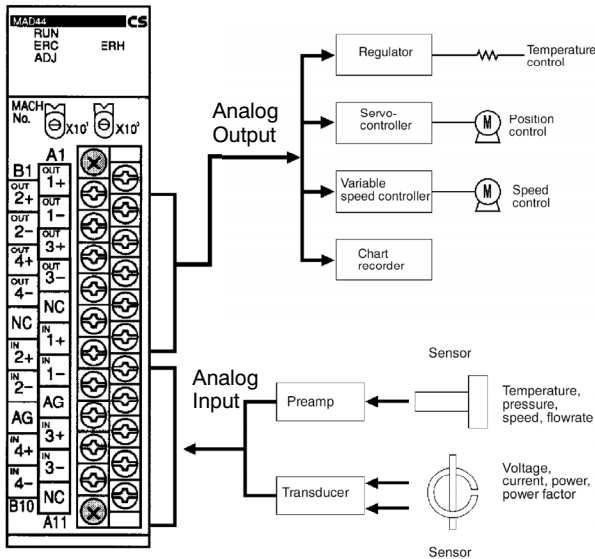 MAD44 CS
RUN
ERC ERH
ADJ
MACH
No.
X10¹ X10⁰
A1
B1
OUT 1+
OUT 2+
OUT 1-
OUT 2-
OUT 3+
OUT 4+
OUT 3-
OUT 4-
NC
NC
IN 1+
IN 2+
IN 1-
IN 2-
AG
AG
IN 3+
IN 4+
IN 3-
IN 4-
NC
B10
A11
Analog
Output
Regulator
Temperature
control
Servo-
controller
M
Position
control
Variable
speed controller
M
Speed
control
Chart
recorder
Analog
Input
Sensor
Preamp
Temperature,
pressure,
speed, flowrate
Transducer
Voltage,
current, power,
power factor
Sensor